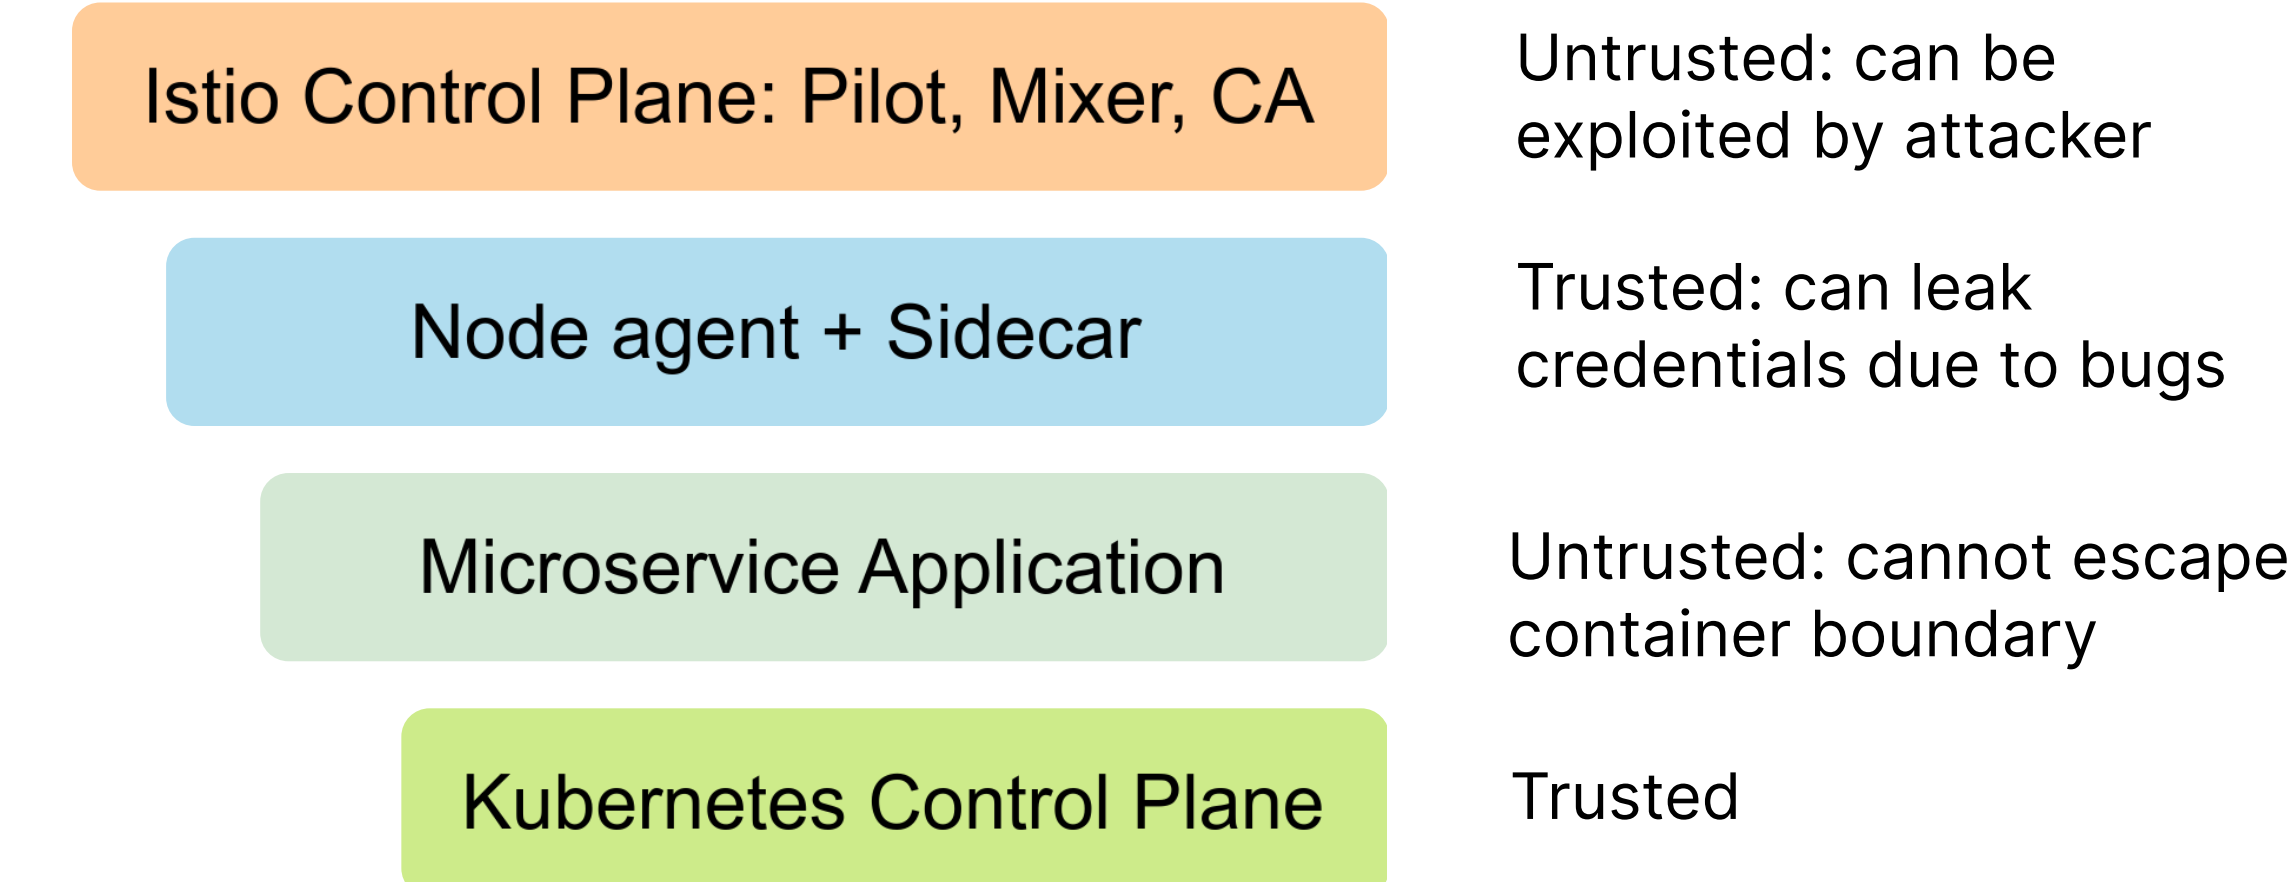 Istio Control Plane: Pilot, Mixer, CA
Untrusted: can be
exploited by attacker
Node agent + Sidecar
Trusted: can leak
credentials due to bugs
Microservice Application
Untrusted: cannot escape
container boundary
Kubernetes Control Plane
Trusted